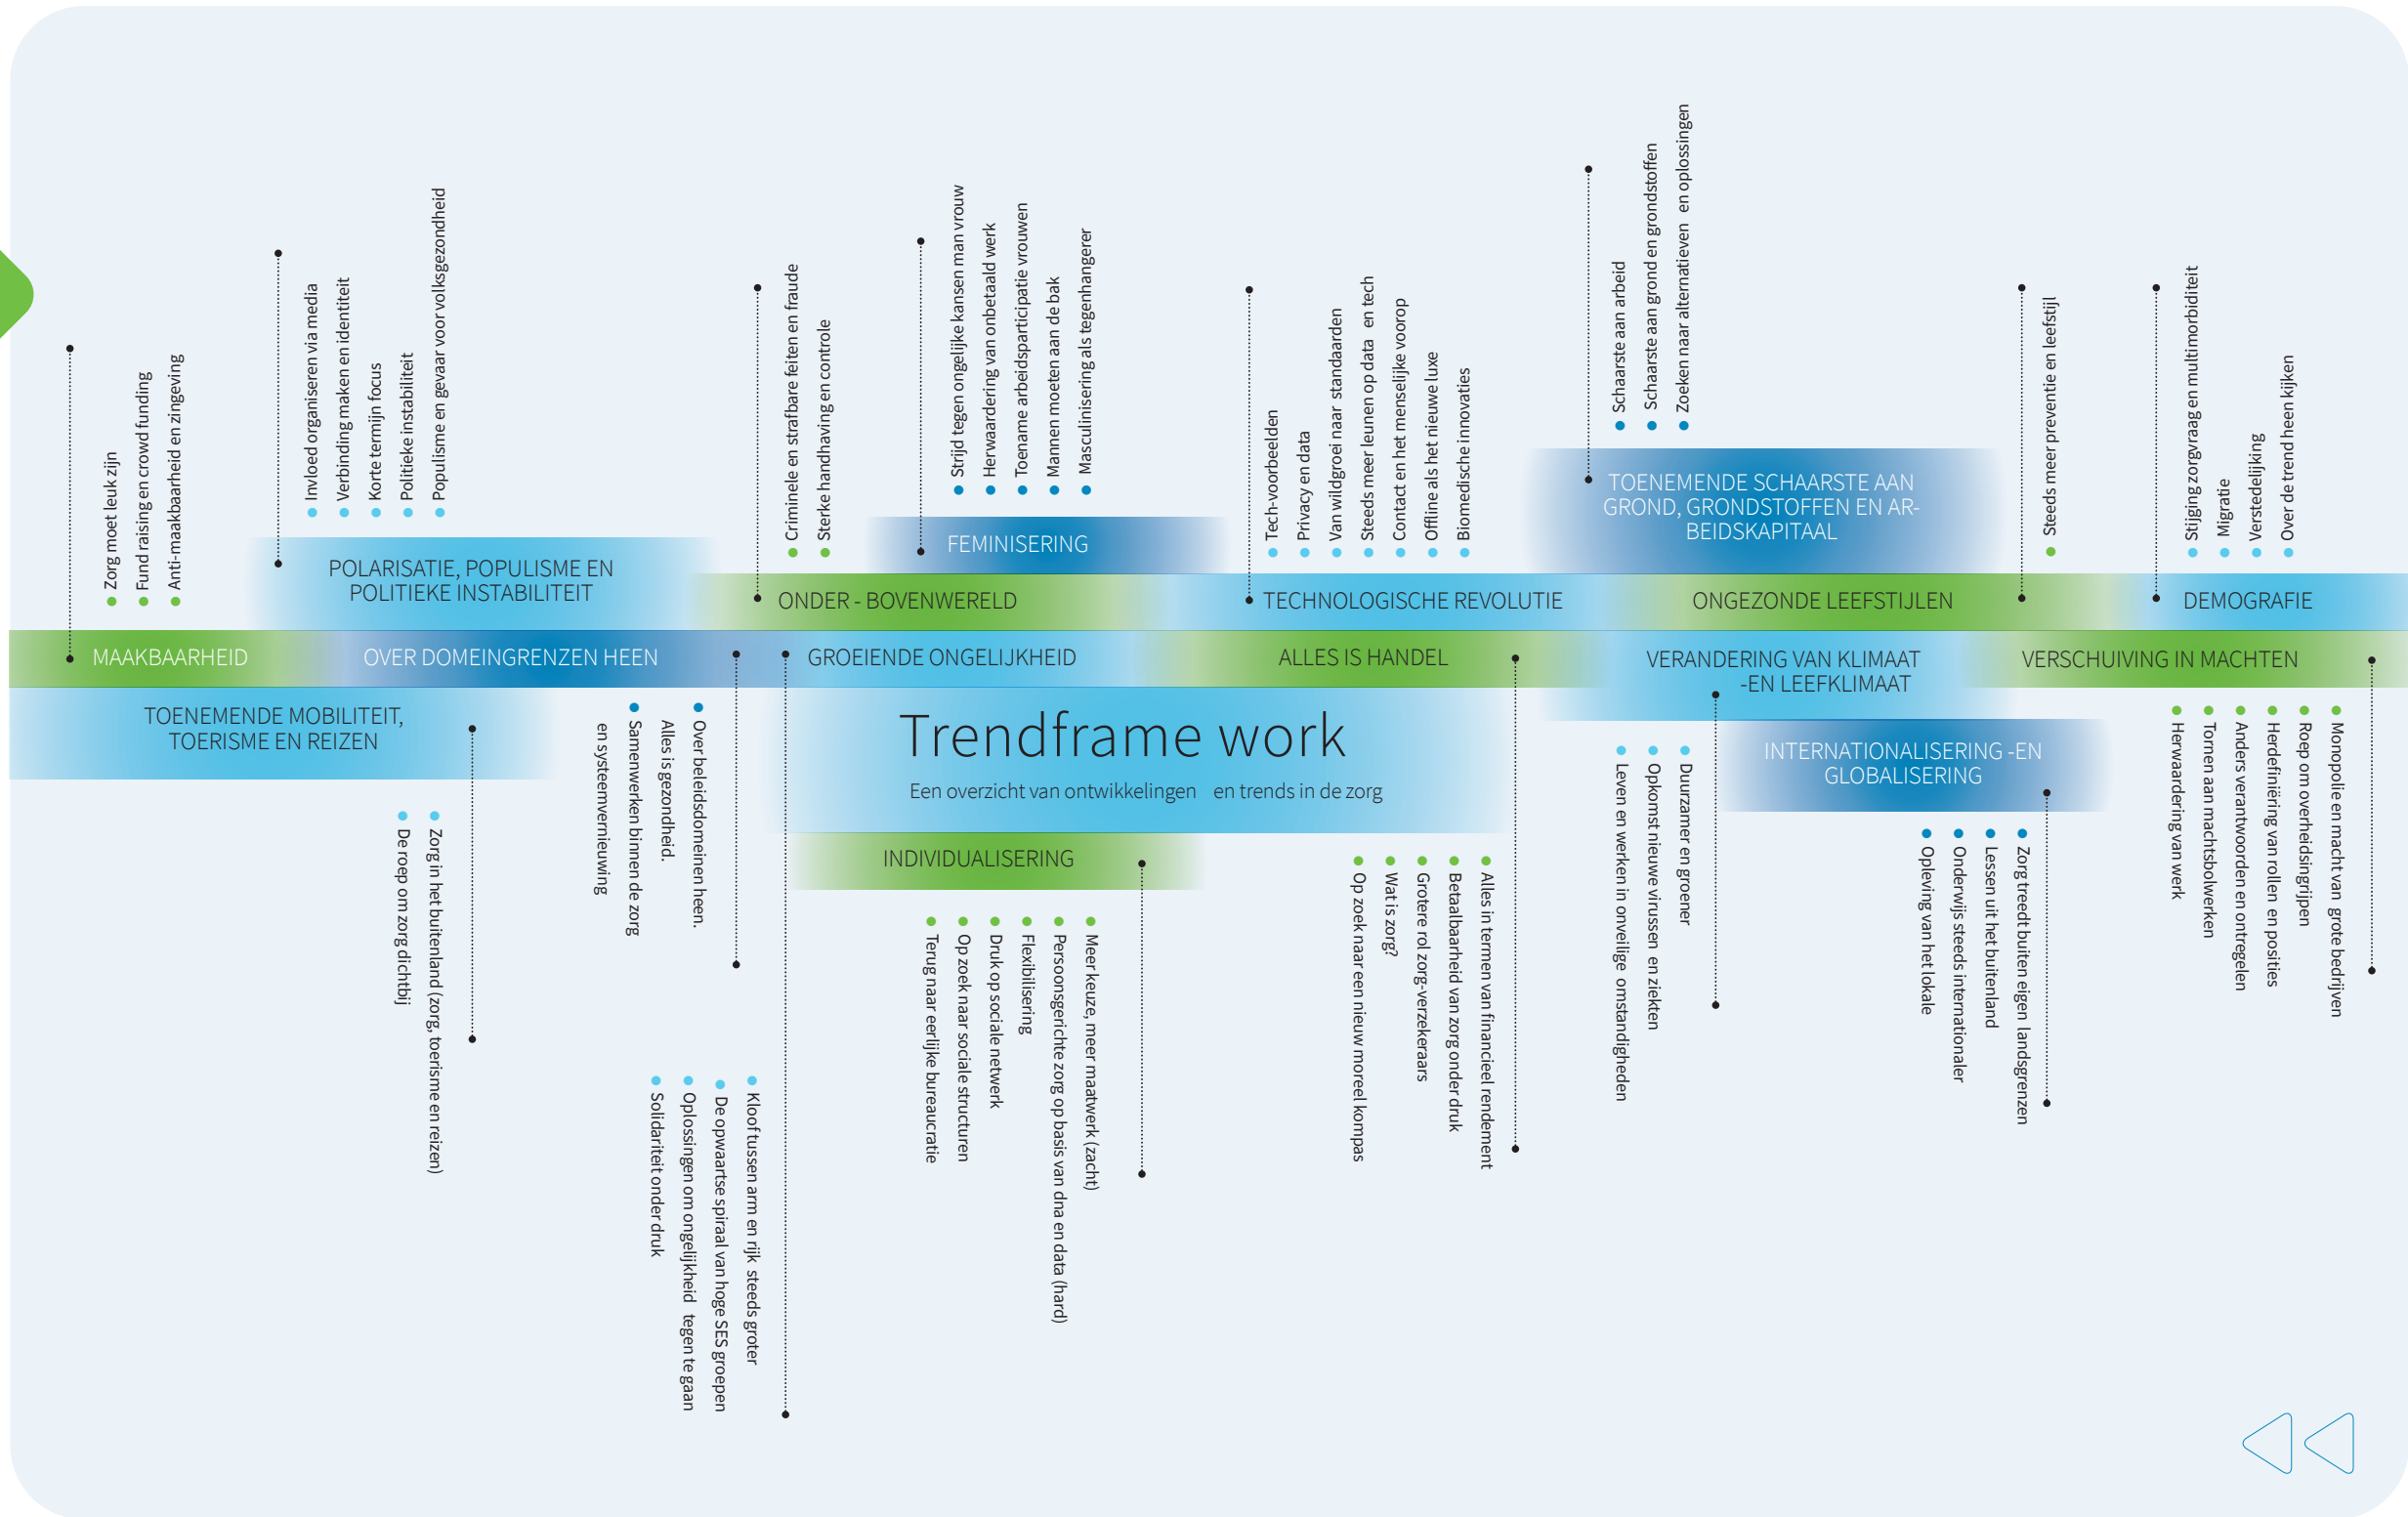 Zorg moet leuk zijn
Fund raising en crowd funding
Anti-maakbaarheid en zingeving
MAAKBAARHEID
Invloed organiseren via media
Verbinding maken en identiteit
Korte termijn focus
Politieke instabiliteit
Populisme en gevaar voor volksgezondheid
POLARISATIE, POPULISME EN
POLITIEKE INSTABILITEIT
Criminele en strafbare feiten en fraude
Sterke handhaving en controle
ONDER - BOVENWERELD
Strijd tegen ongelijke kansen man vrouw
Herwaardering van onbetaald werk
Toename arbeidsparticipatie vrouwen
Mannen moeten aan de bak
Masculinisering als tegenhangerer
FEMINISERING
Tech-voorbeelden
Privacy en data
Van wildgroei naar standaarden
Steeds meer leunen op data en tech
Contact en het menselijke voorop
Offline als het nieuwe luxe
Biomedische innovaties
TECHNOLOGISCHE REVOLUTIE
Schaarste aan arbeid
Schaarste aan grond en grondstoffen
Zoeken naar alternatieven en oplossingen
TOENEMENDE SCHAARSTE AAN
GROND, GRONDSTOFFEN EN AR-
BEIDSKAPITAAL
Steeds meer preventie en leefstijl
ONGEZONDE LEEFSTIJLEN
Stijging zorgvraag en multimorbiditeit
Migratie
Verstedelijking
Over de trend heen kijken
DEMOGRAFIE
OVER DOMEINGRENZEN HEEN
Over beleidsdomeinen heen.
Alles is gezondheid.
Samenwerken binnen de zorg
en systeemvernieuwing
GROEIENDE ONGELIJKHEID
Kloof tussen arm en rijk steeds groter
De opwaartse spiraal van hoge SES groepen
Oplossingen om ongelijkheid tegen te gaan
Solidariteit onder druk
ALLES IS HANDEL
Alles in termen van financieel rendement
Betaalbaarheid van zorg onder druk
Grotere rol zorg-verzekeraars
Wat is zorg?
Op zoek naar een nieuw moreel kompas
VERANDERING VAN KLIMAAT
-EN LEEFKLIMAAT
Duurzamer en groener
Opkomst nieuwe virussen en ziekten
Leven en werken in onveilige omstandigheden
VERSCHUIVING IN MACHTEN
Monopolie en macht van grote bedrijven
Roep om overheidsingrijpen
Herdefiniëring van rollen en posities
Anders verantwoorden en ontregelen
Tornen aan machtsbolwerken
Herwaardering van werk
TOENEMENDE MOBILITEIT,
TOERISME EN REIZEN
Zorg in het buitenland (zorg, toerisme en reizen)
De roep om zorg dichtbij
Trendframe work
Een overzicht van ontwikkelingen en trends in de zorg
INDIVIDUALISERING
Meer keuze, meer maatwerk (zacht)
Persoonsgerichte zorg op basis van dna en data (hard)
Flexibilisering
Druk op sociale netwerk
Op zoek naar sociale structuren
Terug naar eerlijke bureaucratie
INTERNATIONALISERING -EN
GLOBALISERING
Zorg treedt buiten eigen landsgrenzen
Lessen uit het buitenland
Onderwijs steeds internationaler
Opleving van het lokale